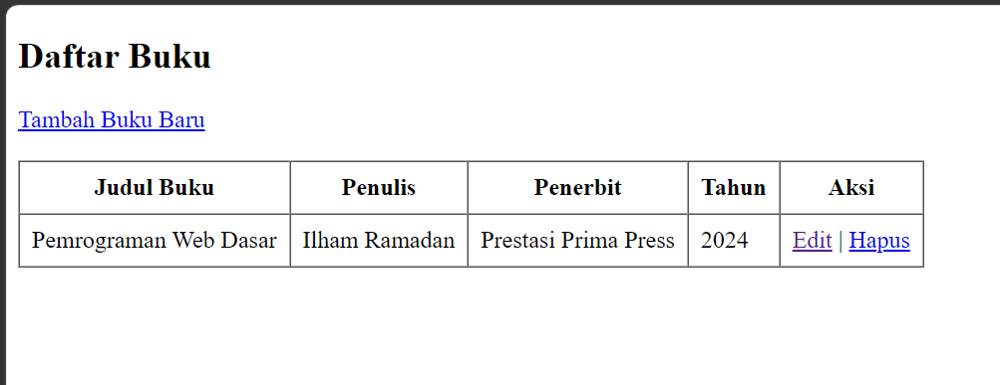 Daftar Buku
Tambah Buku Baru
Judul Buku Penulis Penerbit Tahun Aksi
Pemrograman Web Dasar Ilham Ramadan Prestasi Prima Press 2024 Edit | Hapus